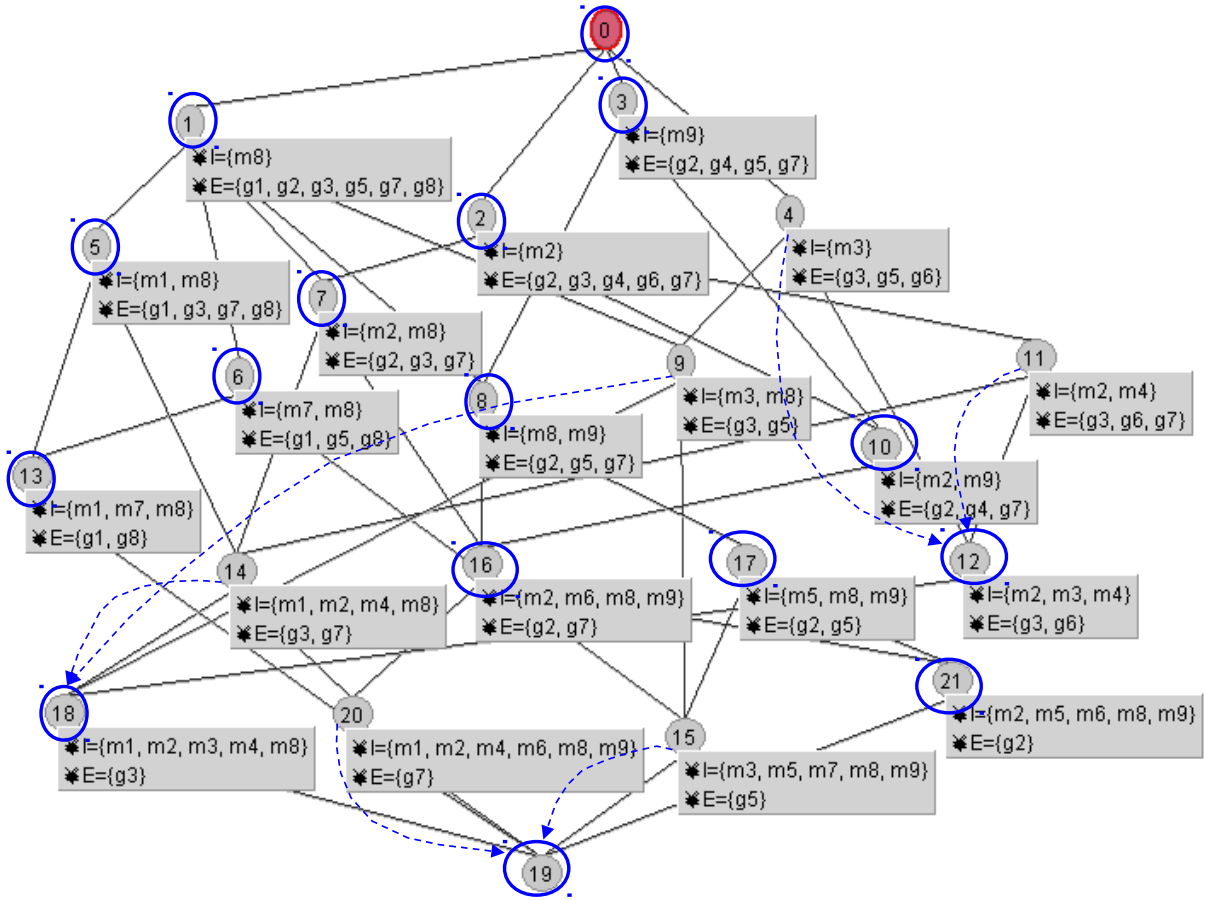 0
3
I={m9}
E={g2, g4, g5, g7}
1
I={m8}
E={g1, g2, g3, g5, g7, g8}
2
I={m2}
E={g2, g3, g4, g6, g7}
4
I={m3}
E={g3, g5, g6}
5
I={m1, m8}
E={g1, g3, g7, g8}
7
I={m2, m8}
E={g2, g3, g7}
6
I={m7, m8}
E={g1, g5, g8}
8
I={m8, m9}
E={g2, g5, g7}
9
I={m3, m8}
E={g3, g5}
11
I={m2, m4}
E={g3, g6, g7}
10
I={m2, m9}
E={g2, g4, g7}
13
I={m1, m7, m8}
E={g1, g8}
14
I={m1, m2, m4, m8}
E={g3, g7}
16
I={m2, m6, m8, m9}
E={g2, g7}
17
I={m5, m8, m9}
E={g2, g5}
12
I={m2, m3, m4}
E={g3, g6}
18
I={m1, m2, m3, m4, m8}
E={g3}
20
I={m1, m2, m4, m6, m8, m9}
E={g7}
15
I={m3, m5, m7, m8, m9}
E={g5}
21
I={m2, m5, m6, m8, m9}
E={g2}
19